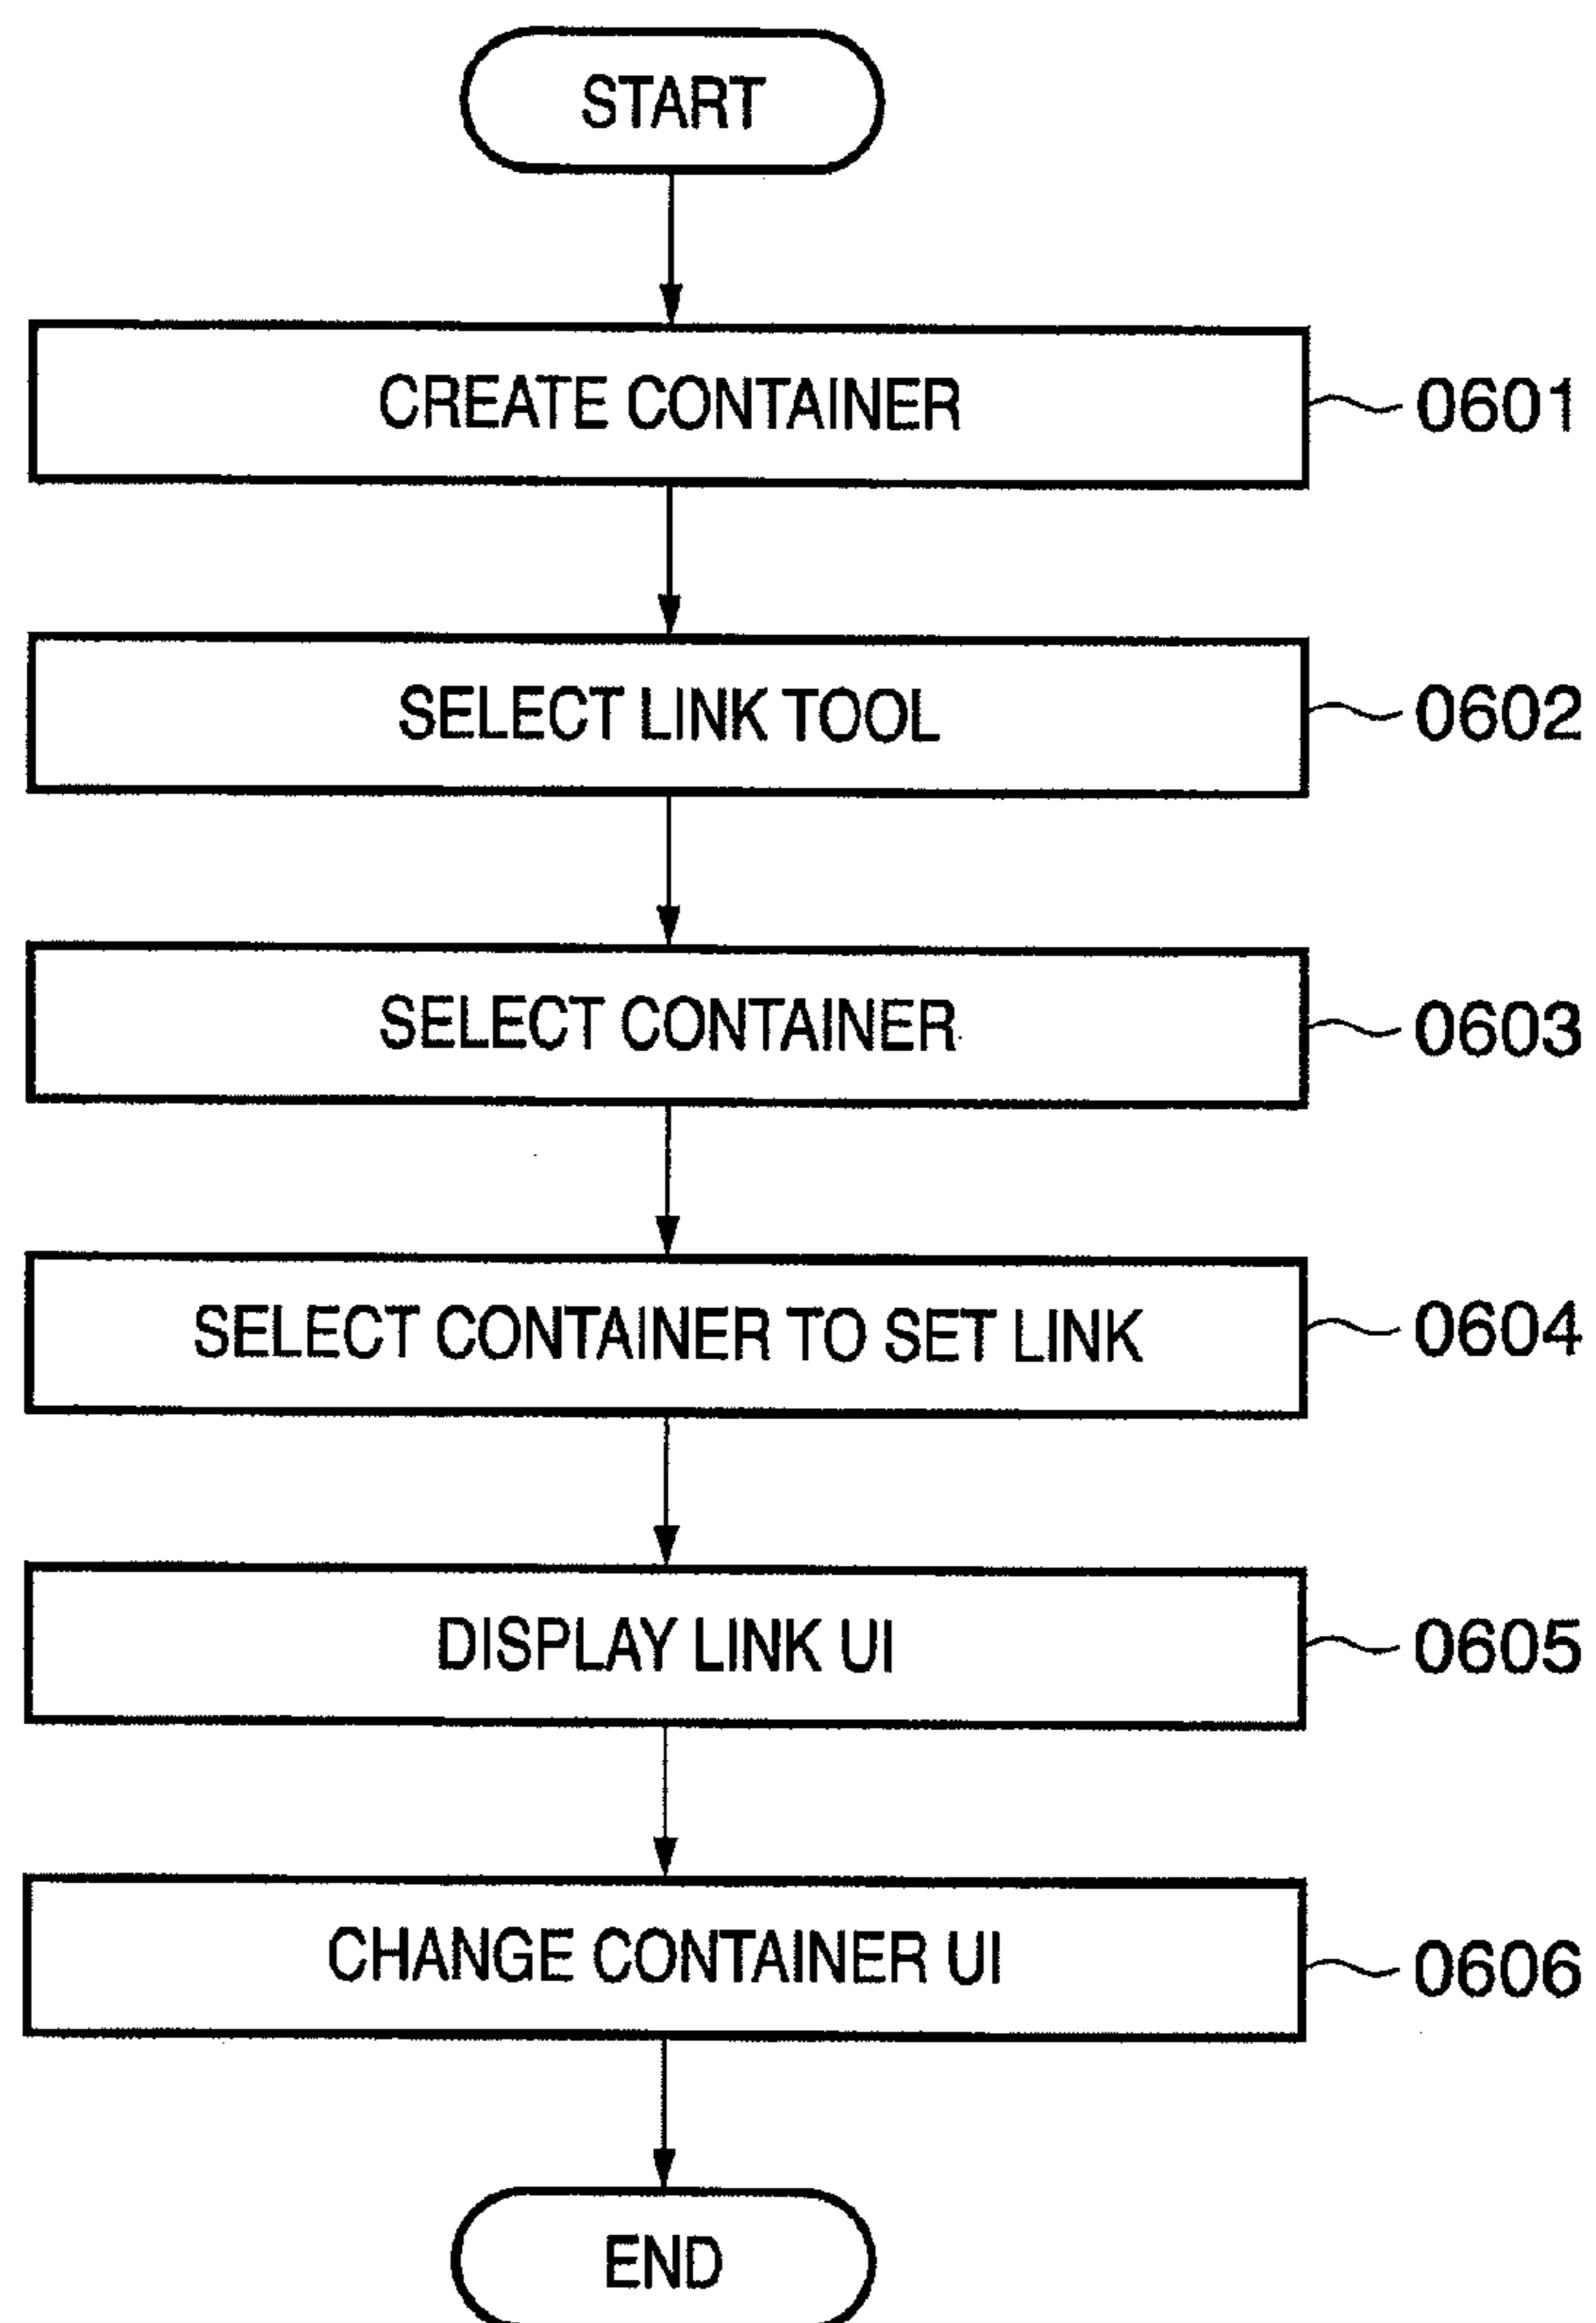 START
CREATE CONTAINER
0601
SELECT LINK TOOL
0602
SELECT CONTAINER
0603
SELECT CONTAINER TO SET LINK
0604
DISPLAY LINK UI
0605
CHANGE CONTAINER UI
0606
END